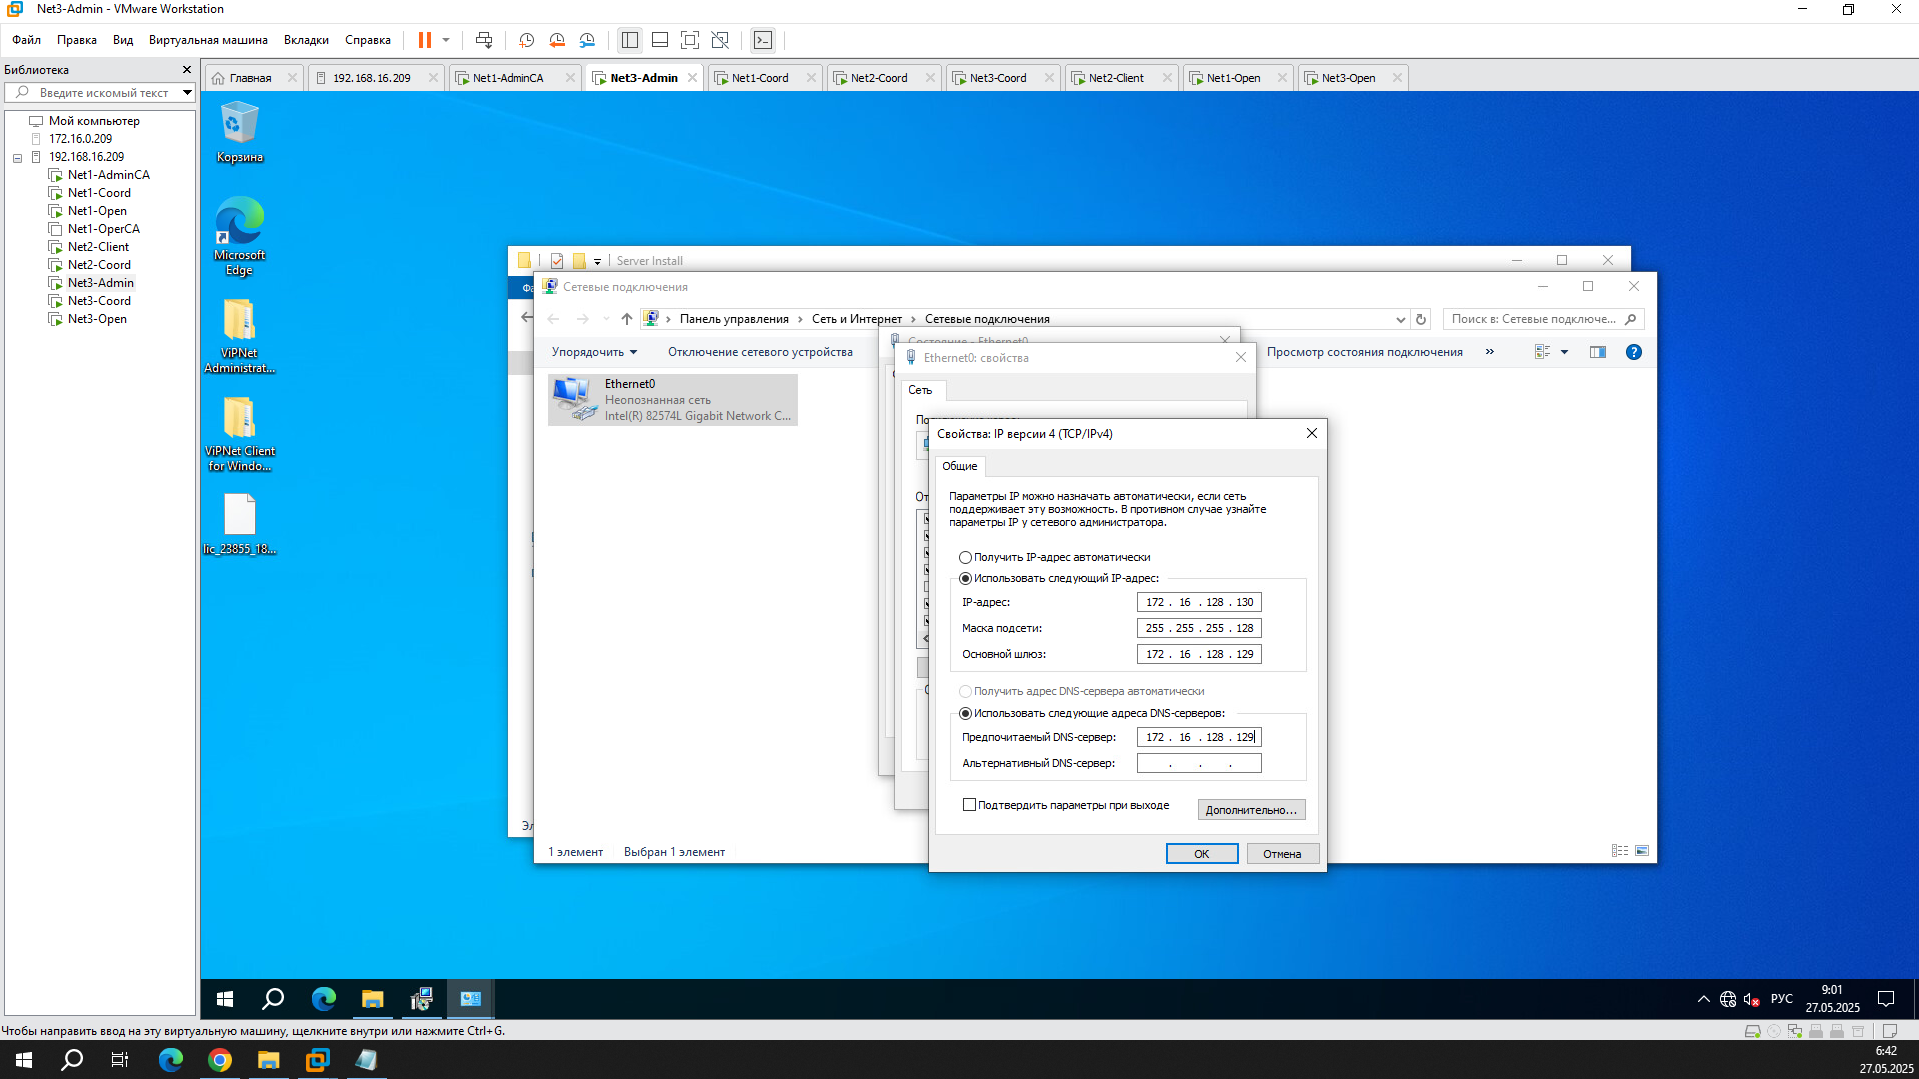 Net3-Admin - VMware Workstation
Файл Правка Вид Виртуальная машина Вкладки Справка
Библиотека
Введите искомый текст
Мой компьютер
172.16.0.209
192.168.16.209
Net1-AdminCA
Net1-Coord
Net1-Open
Net1-OperCA
Net2-Client
Net2-Coord
Net3-Admin
Net3-Coord
Net3-Open
Главная 192.168.16.209 Net1-AdminCA Net3-Admin Net1-Coord Net2-Coord Net3-Coord Net2-Client Net1-Open Net3-Open
Корзина
Microsoft
Edge
ViPNet
Administrat...
ViPNet Client
for Windo...
lic_23855_18...
Server Install
Сетевые подключения
Панель управления Сеть и Интернет Сетевые подключения
Поиск в: Сетевые подключе...
Упорядочить Отключение сетевого устройства Просмотр состояния подключения »
Ethernet0
Неопознанная сеть
Intel(R) 82574L Gigabit Network C...
1 элемент Выбран 1 элемент
Состояние - Ethernet0
Ethernet0: свойства
Сеть
Свойства: IP версии 4 (TCP/IPv4)
Общие
Параметры IP можно назначать автоматически, если сеть
поддерживает эту возможность. В противном случае узнайте
параметры IP у сетевого администратора.
Получить IP-адрес автоматически
Использовать следующий IP-адрес:
IP-адрес: 172 . 16 . 128 . 130
Маска подсети: 255 . 255 . 255 . 128
Основной шлюз: 172 . 16 . 128 . 129
Получить адрес DNS-сервера автоматически
Использовать следующие адреса DNS-серверов:
Предпочитаемый DNS-сервер: 172 . 16 . 128 . 129
Альтернативный DNS-сервер: . . .
Подтвердить параметры при выходе
Дополнительно...
ОК Отмена
РУС
9:01
27.05.2025
Чтобы направить ввод на эту виртуальную машину, щелкните внутри или нажмите Ctrl+G.
6:42
27.05.2025